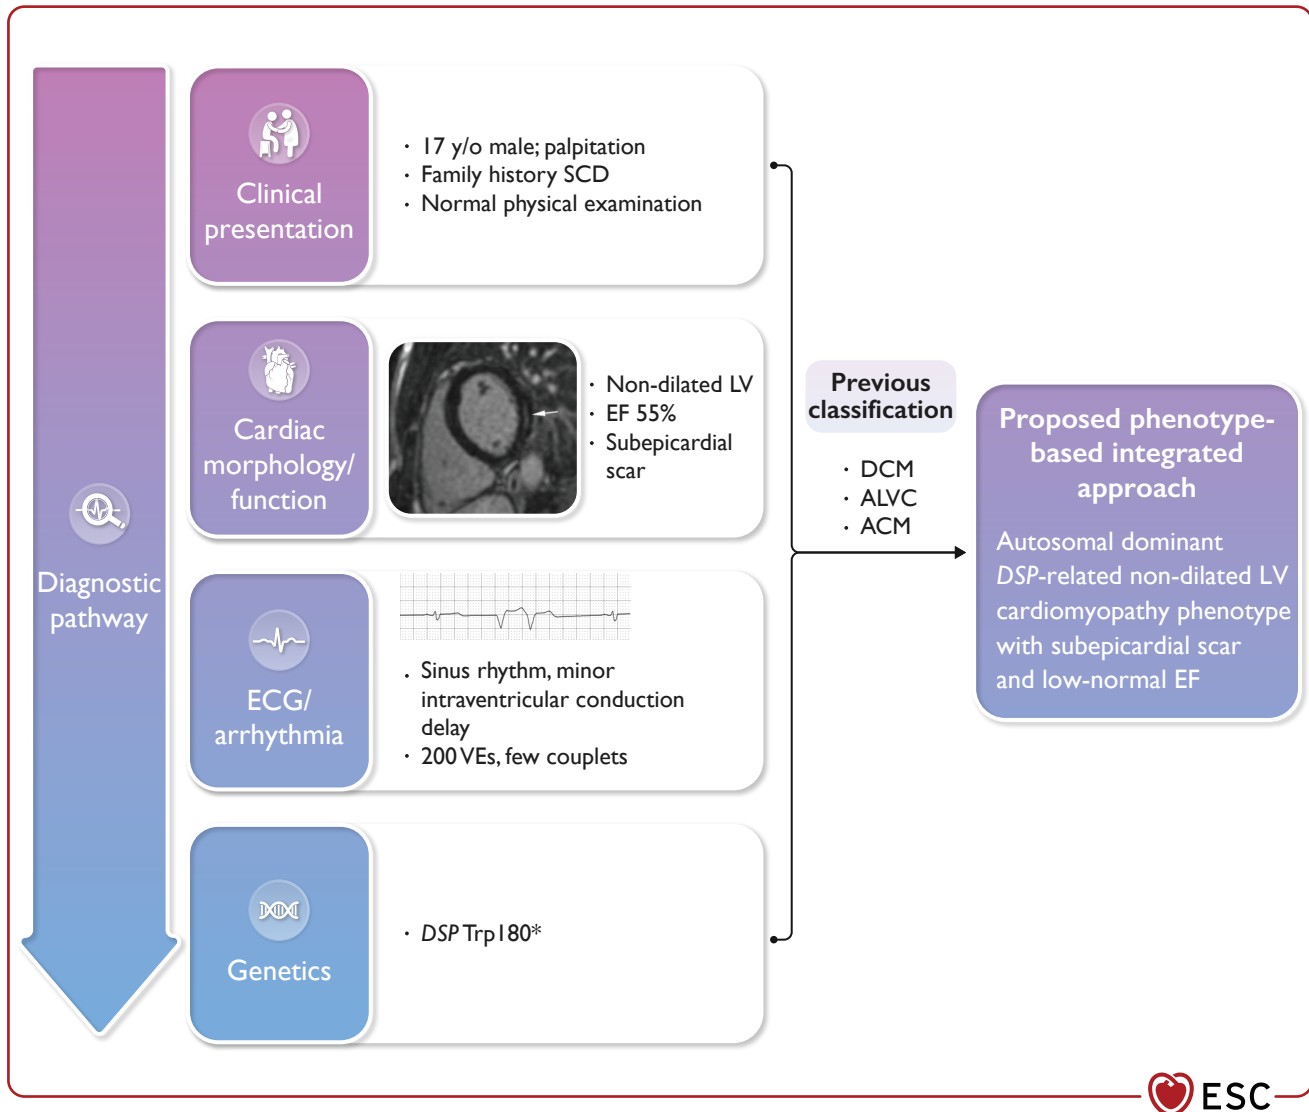 Diagnostic
pathway
Clinical
presentation
· 17 y/o male; palpitation
· Family history SCD
· Normal physical examination
Cardiac
morphology/
function
· Non-dilated LV
· EF 55%
· Subepicardial
scar
ECG/
arrhythmia
· Sinus rhythm, minor
intraventricular conduction
delay
· 200 VEs, few couplets
Genetics
· DSP Trp180*
Previous
classification
· DCM
· ALVC
· ACM
Proposed phenotype-
based integrated
approach
Autosomal dominant
DSP-related non-dilated LV
cardiomyopathy phenotype
with subepicardial scar
and low-normal EF
ESC